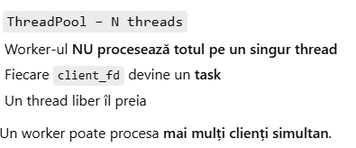 ThreadPool – N threads
Worker-ul NU procesează totul pe un singur thread
Fiecare client_fd devine un task
Un thread liber îl preia
Un worker poate procesa mai mulți clienți simultan.